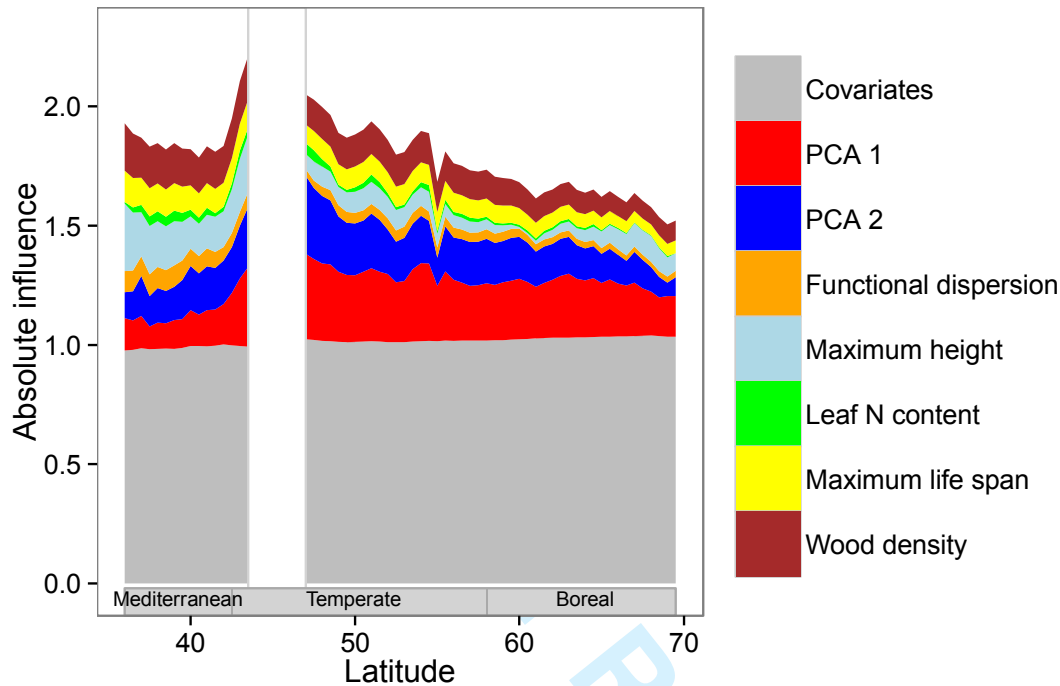 Absolute influence
2.0
1.5
1.0
0.5
0.0
Mediterranean Temperate Boreal
40 50 60 70
Latitude
Covariates
PCA 1
PCA 2
Functional dispersion
Maximum height
Leaf N content
Maximum life span
Wood density
R